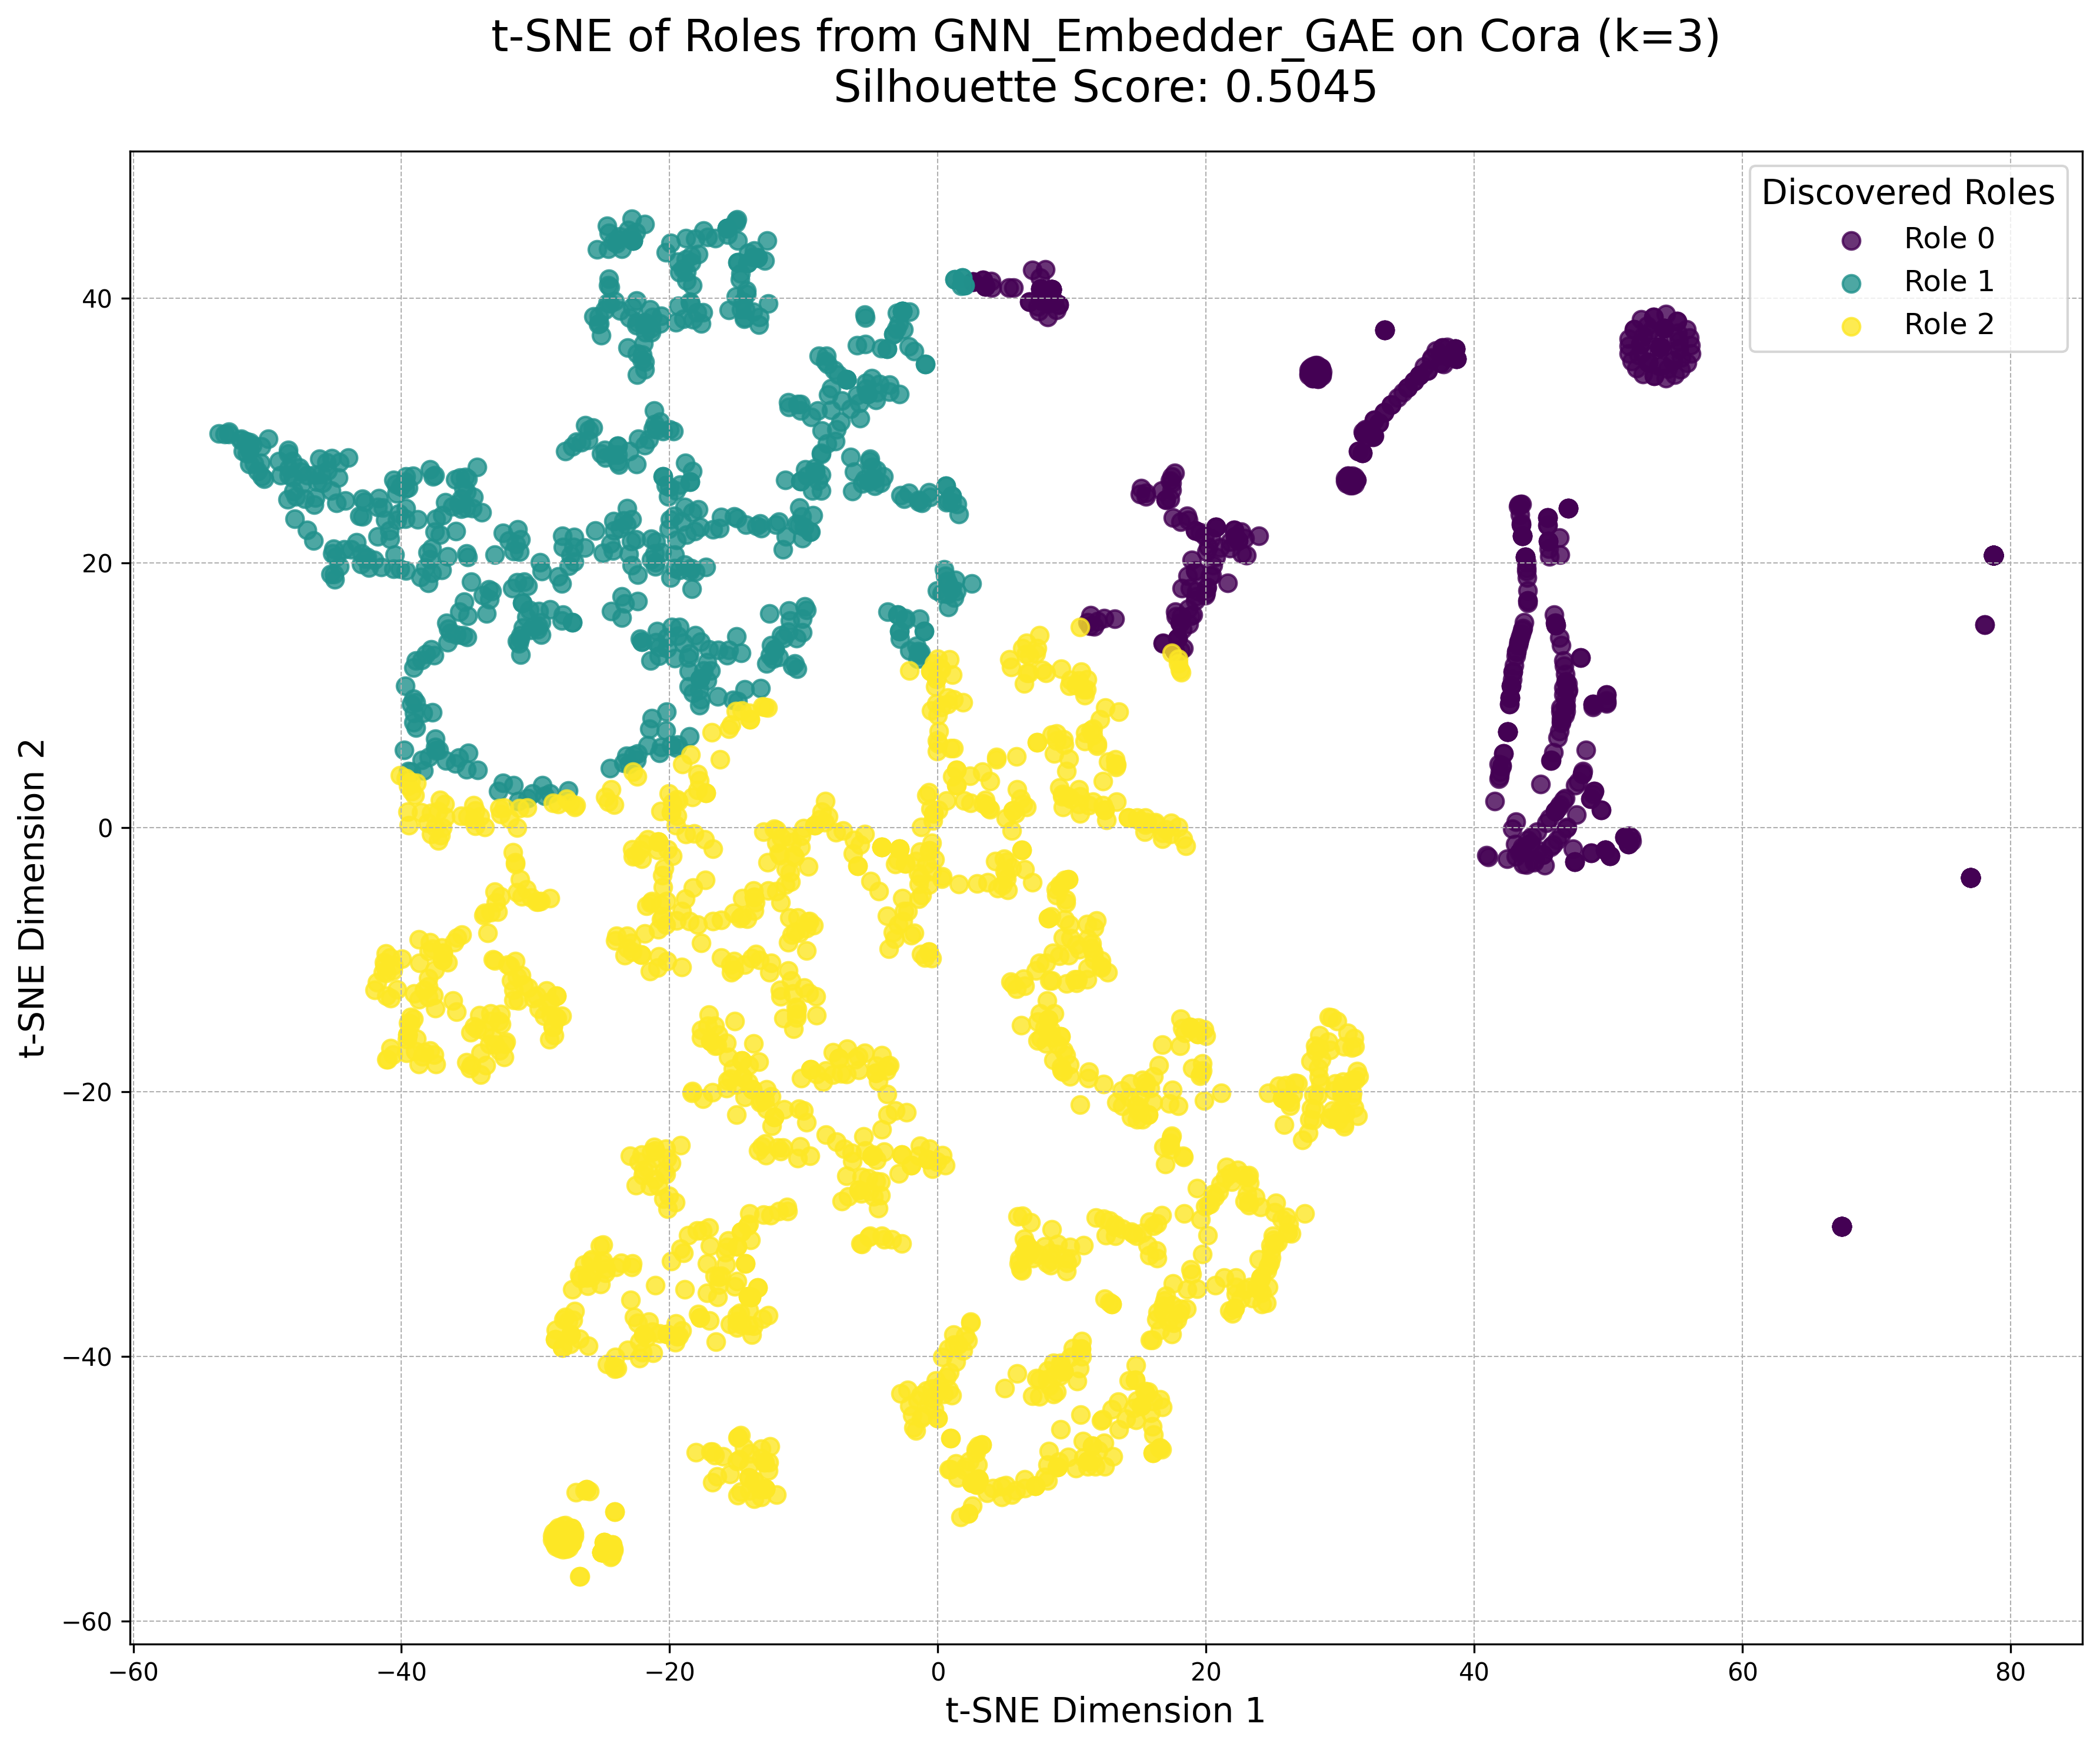 t-SNE of Roles from GNN_Embedder_GAE on Cora (k=3)
Silhouette Score: 0.5045
Discovered Roles
Role 0
Role 1
Role 2
40
20
0
−20
−40
−60
t-SNE Dimension 2
−60 −40 −20 0 20 40 60 80
t-SNE Dimension 1